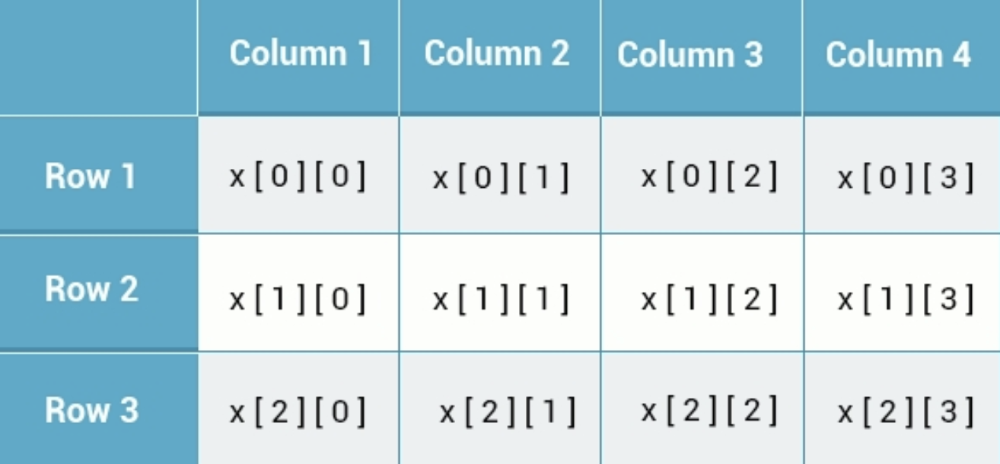 Column 1 Column 2 Column 3 Column 4
Row 1 x [ 0 ] [ 0 ] x [ 0 ] [ 1 ] x [ 0 ] [ 2 ] x [ 0 ] [ 3 ]
Row 2 x [ 1 ] [ 0 ] x [ 1 ] [ 1 ] x [ 1 ] [ 2 ] x [ 1 ] [ 3 ]
Row 3 x [ 2 ] [ 0 ] x [ 2 ] [ 1 ] x [ 2 ] [ 2 ] x [ 2 ] [ 3 ]